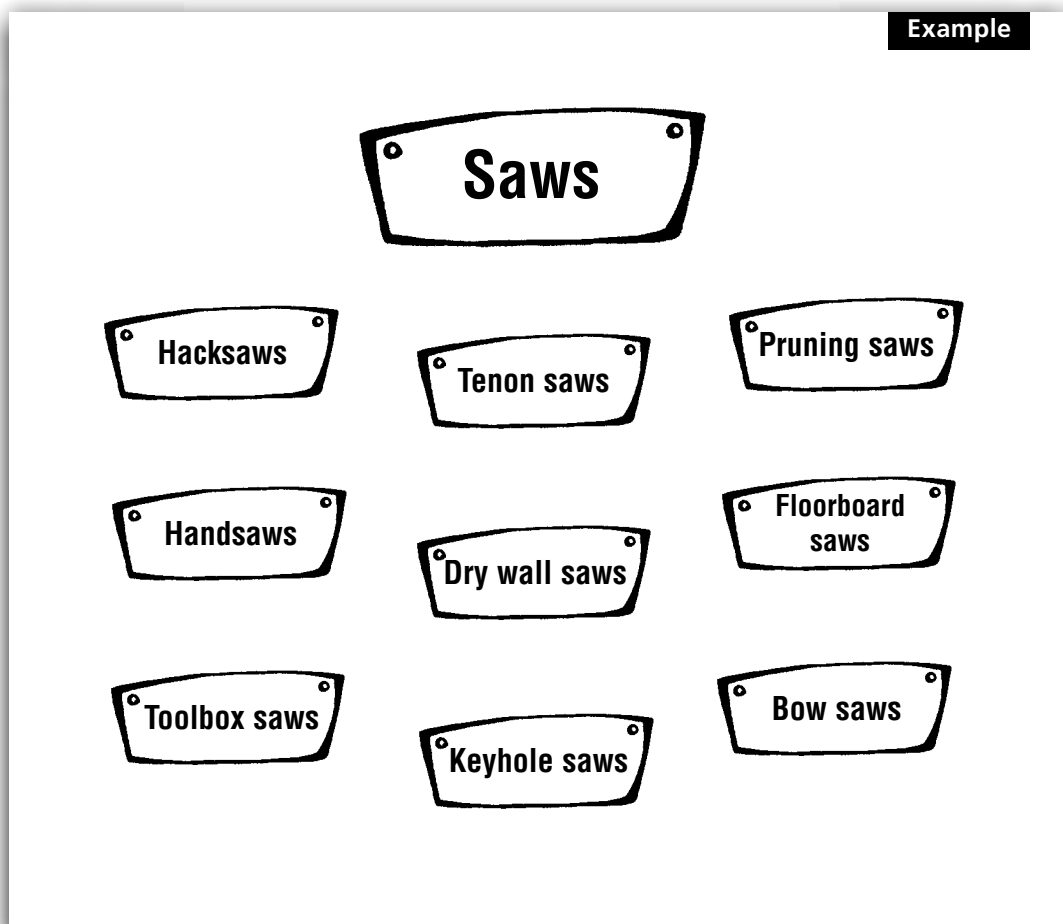 Example
Saws
Hacksaws
Tenon saws
Pruning saws
Handsaws
Dry wall saws
Floorboard
saws
Toolbox saws
Keyhole saws
Bow saws